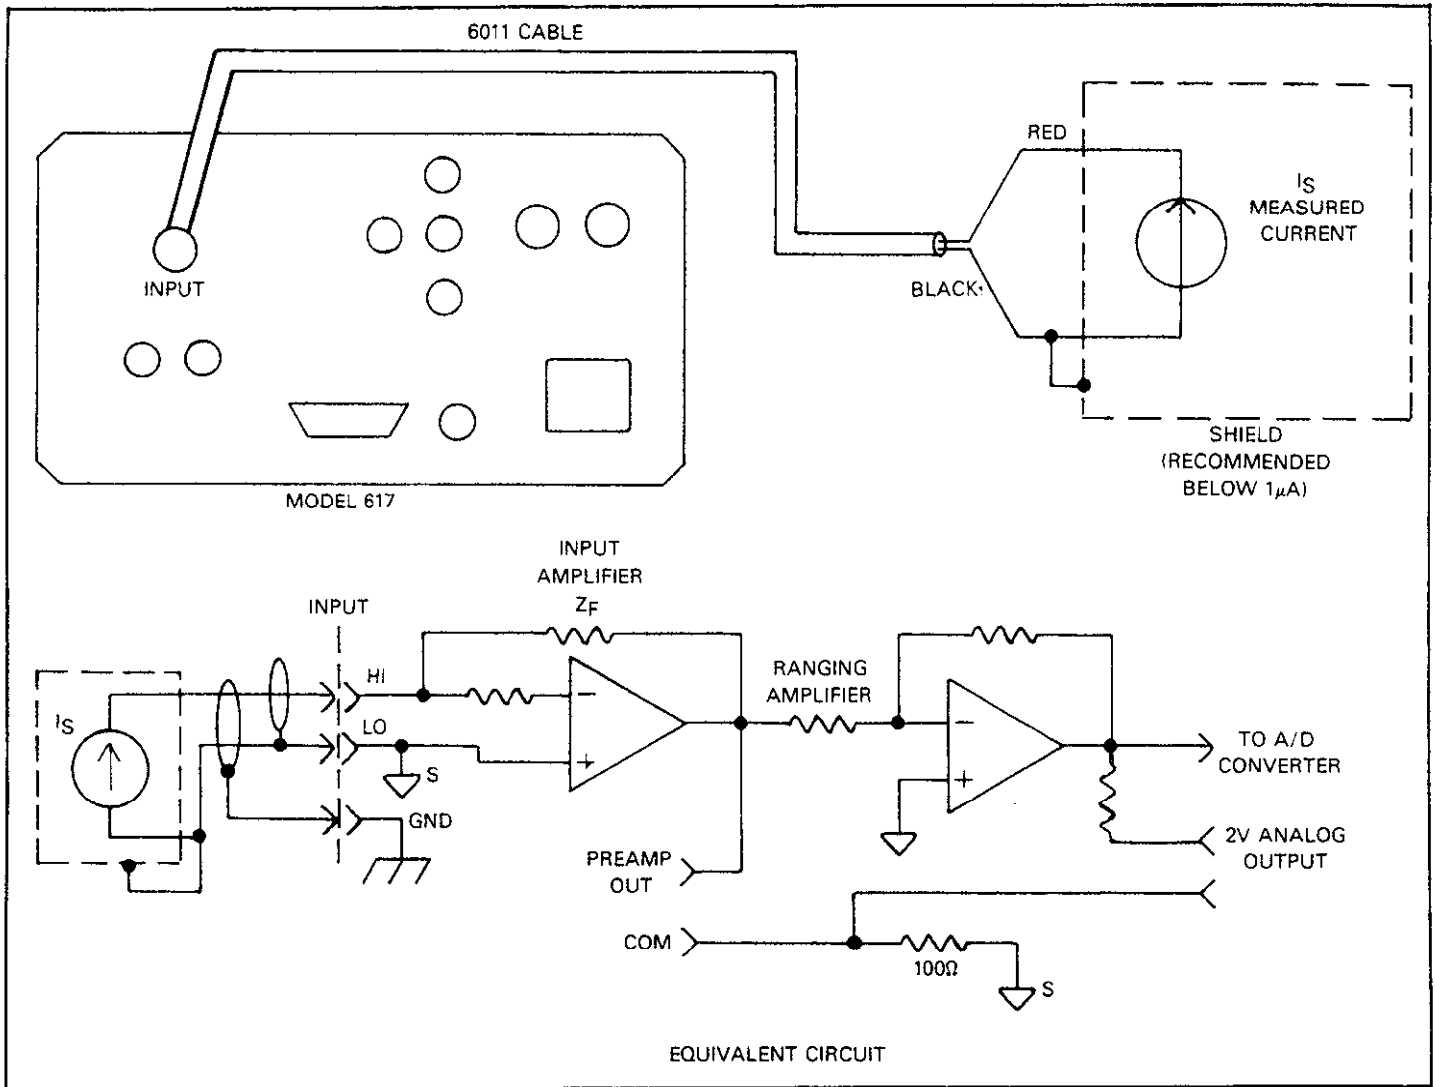 6011 CABLE
RED
IS
MEASURED
CURRENT
INPUT
BLACK
SHIELD
(RECOMMENDED
BELOW 1μA)
MODEL 617
INPUT
AMPLIFIER
ZF
INPUT
HI
RANGING
AMPLIFIER
IS
−
−
LO
TO A/D
CONVERTER
+
S
+
GND
2V ANALOG
OUTPUT
PREAMP
OUT
COM
100Ω
S
EQUIVALENT CIRCUIT